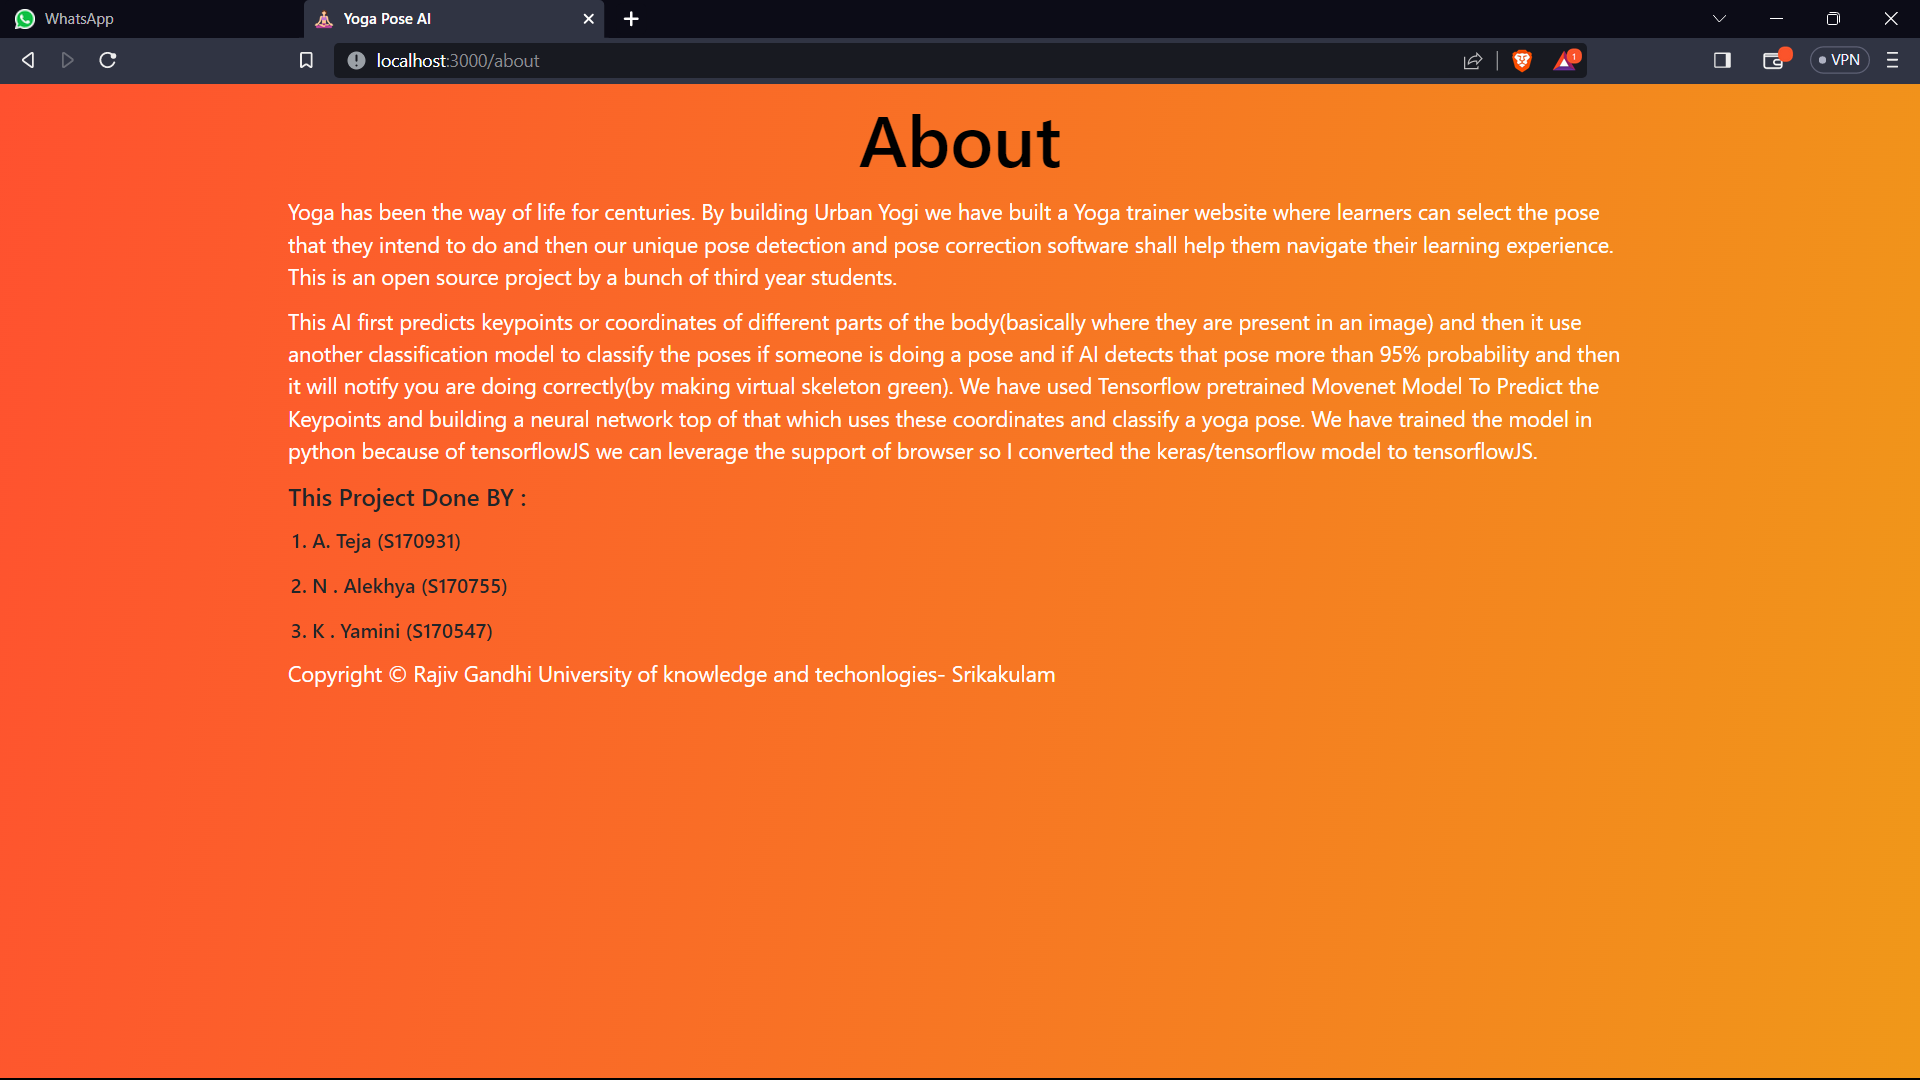 WhatsApp
Yoga Pose AI
localhost:3000/about
1
VPN
About
Yoga has been the way of life for centuries. By building Urban Yogi we have built a Yoga trainer website where learners can select the pose
that they intend to do and then our unique pose detection and pose correction software shall help them navigate their learning experience.
This is an open source project by a bunch of third year students.
This AI first predicts keypoints or coordinates of different parts of the body(basically where they are present in an image) and then it use
another classification model to classify the poses if someone is doing a pose and if AI detects that pose more than 95% probability and then
it will notify you are doing correctly(by making virtual skeleton green). We have used Tensorflow pretrained Movenet Model To Predict the
Keypoints and building a neural network top of that which uses these coordinates and classify a yoga pose. We have trained the model in
python because of tensorflowJS we can leverage the support of browser so I converted the keras/tensorflow model to tensorflowJS.
This Project Done BY :
1. A. Teja (S170931)
2. N . Alekhya (S170755)
3. K . Yamini (S170547)
Copyright © Rajiv Gandhi University of knowledge and techonlogies- Srikakulam